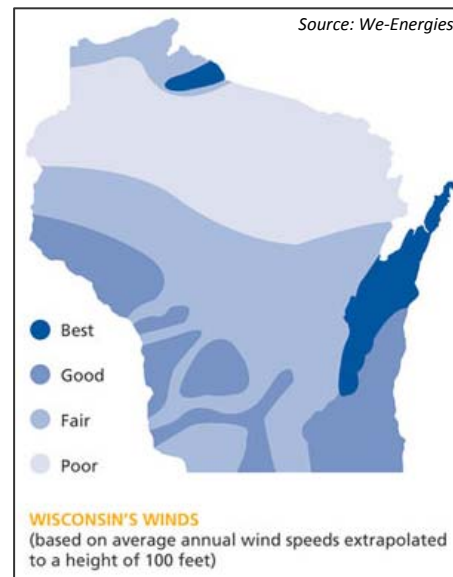 Source: We-Energies
Best
Good
Fair
Poor
WISCONSIN'S WINDS
(based on average annual wind speeds extrapolated
to a height of 100 feet)